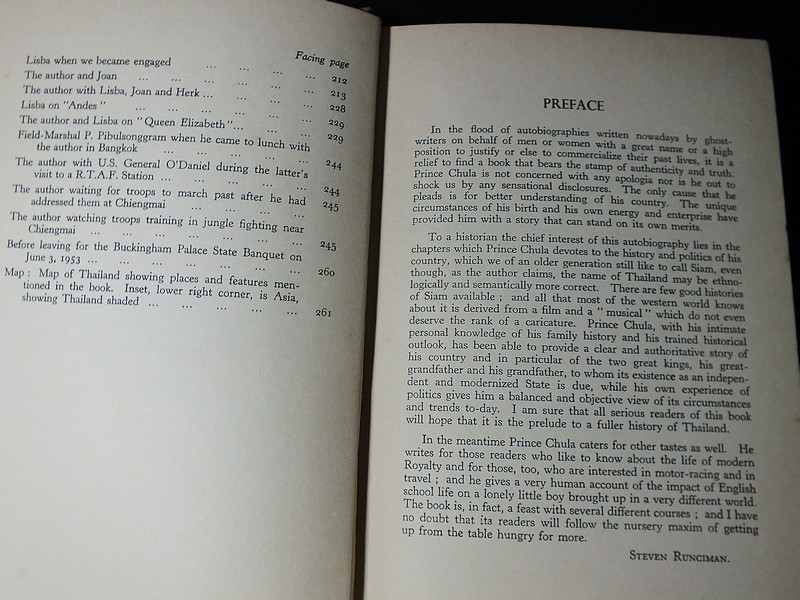 Facing page
Lisba when we became engaged ... ... ... ... 212
The author and Joan ... ... ... ... ... 213
The author with Lisba, Joan and Herk ... ... ... ... 228
Lisba on "Andes" ... ... ... ... ... 229
The author and Lisba on "Queen Elizabeth" ... ... ... 229
Field-Marshal P. Pibulsonggram when he came to lunch with
the author in Bangkok ... ... ... ... 244
The author with U.S. General O'Daniel during the latter's
visit to a R.T.A.F. Station ... ... ... ... 244
The author waiting for troops to march past after he had
addressed them at Chiengmai ... ... ... 245
The author watching troops training in jungle fighting near
Chiengmai ... ... ... ... ... 245
Before leaving for the Buckingham Palace State Banquet on
June 3, 1953 ... ... ... ... ... 260
Map : Map of Thailand showing places and features men-
tioned in the book. Inset, lower right corner, is Asia,
showing Thailand shaded ... ... ... ... 261
PREFACE
In the flood of autobiographies written nowadays by ghost-
writers on behalf of men or women with a great name or a high
position to justify or else to commercialize their past lives, it is a
relief to find a book that bears the stamp of authenticity and truth.
Prince Chula is not concerned with any apologia nor is he out to
shock us by any sensational disclosures. The only cause that he
pleads is for better understanding of his country. The unique
circumstances of his birth and his own energy and enterprise have
provided him with a story that can stand on its own merits.
To a historian the chief interest of this autobiography lies in the
chapters which Prince Chula devotes to the history and politics of his
country, which we of an older generation still like to call Siam, even
though, as the author claims, the name of Thailand may be ethno-
logically and semantically more correct. There are few good histories
of Siam available ; and all that most of the western world knows
about it is derived from a film and a " musical " which do not even
deserve the rank of a caricature. Prince Chula, with his intimate
personal knowledge of his family history and his trained historical
outlook, has been able to provide a clear and authoritative story of
his country and in particular of the two great kings, his great-
grandfather and his grandfather, to whom its existence as an indepen-
dent and modernized State is due, while his own experience of
politics gives him a balanced and objective view of its circumstances
and trends to-day. I am sure that all serious readers of this book
will hope that it is the prelude to a fuller history of Thailand.
In the meantime Prince Chula caters for other tastes as well. He
writes for those readers who like to know about the life of modern
Royalty and for those, too, who are interested in motor-racing and in
travel ; and he gives a very human account of the impact of English
school life on a lonely little boy brought up in a very different world.
The book is, in fact, a feast with several different courses ; and I have
no doubt that its readers will follow the nursery maxim of getting
up from the table hungry for more.
STEVEN RUNCIMAN.